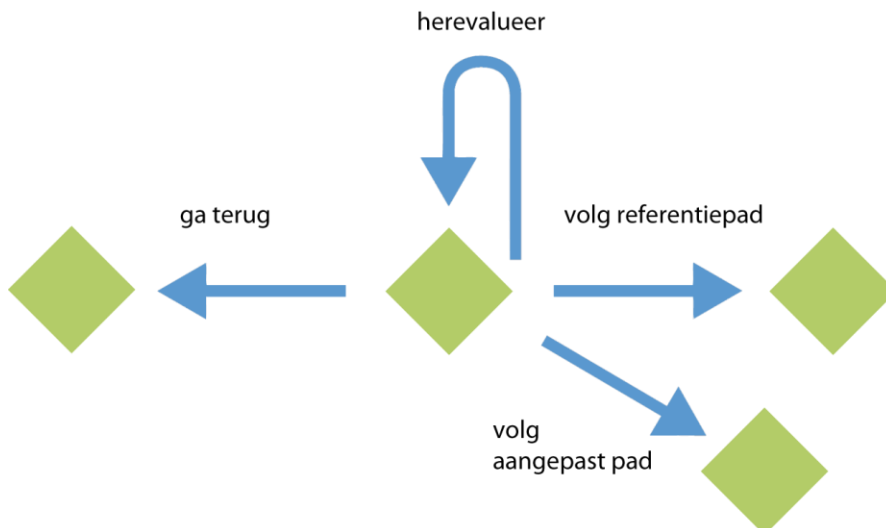 herevalueer
ga terug
volg referentiepad
volg
aangepast pad